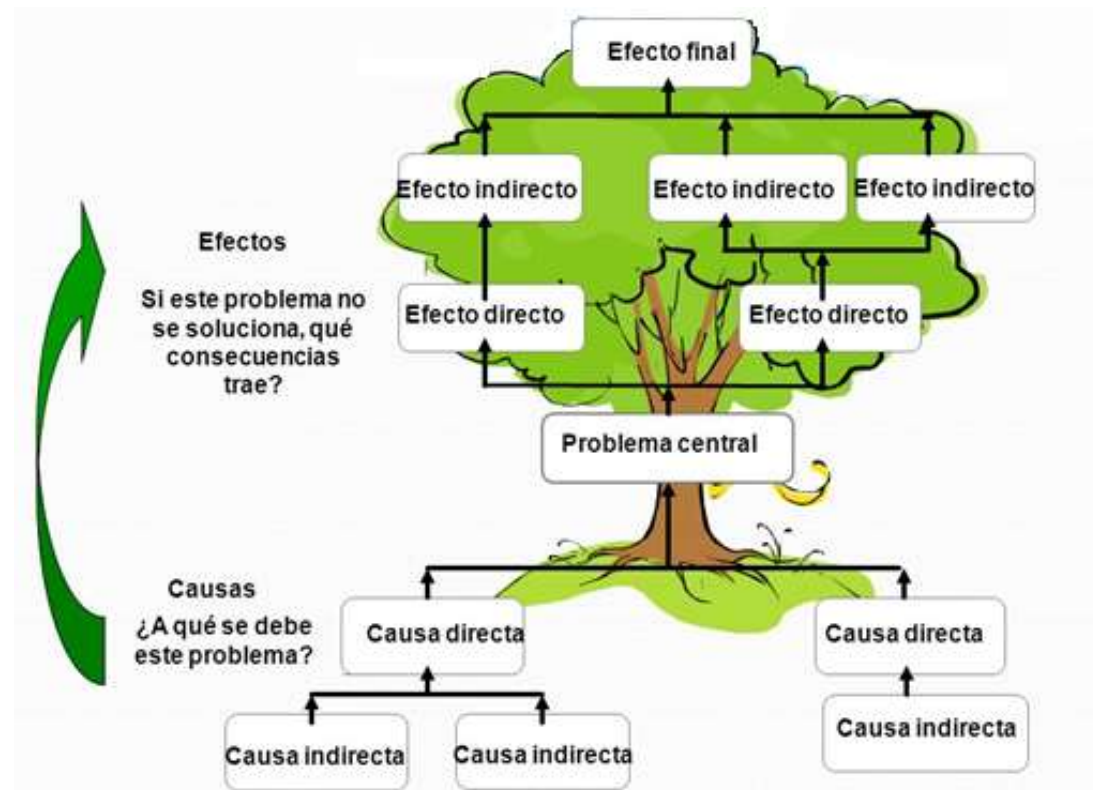 Efecto final
Efecto indirecto
Efecto indirecto
Efecto indirecto
Efectos
Si este problema no
se soluciona, qué
consecuencias
trae?
Efecto directo
Efecto directo
Problema central
Causas
¿A qué se debe
este problema?
Causa directa
Causa directa
Causa indirecta
Causa indirecta
Causa indirecta